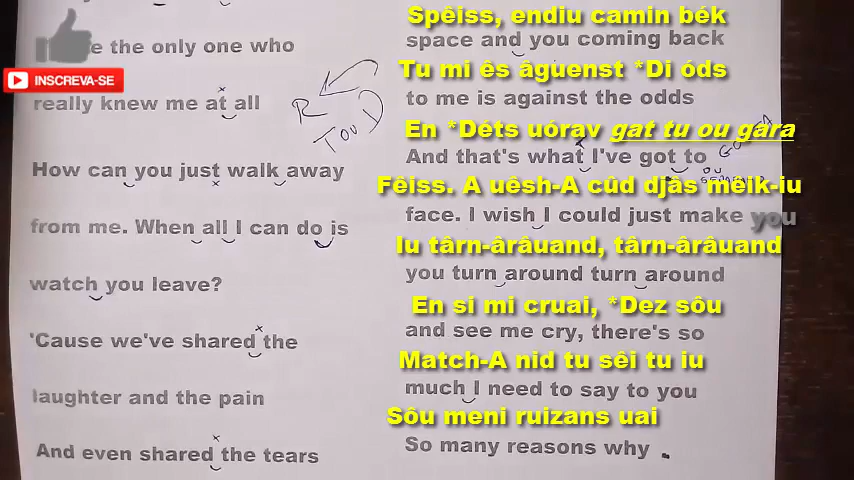 INSCREVA-SE
the only one who
really knew me at all
How can you just walk away
from me. When all I can do is
watch you leave?
'Cause we've shared the
laughter and the pain
And even shared the tears
R
T OU D
Spêiss, endiu camin békk
space and you coming back
Tu mi ês âguenst *Di óds
to me is against the odds
En *Déts uórav gat tu ou gara
And that's what I've got to
Fêiss. A uêsh-A cûd djâs mêik-iu
face. I wish I could just make you
Iu târn-ârâuand, târn-ârâuand
you turn around turn around
En si mi cruai, *Dez sôu
and see me cry, there's so
Match-A nid tu sêi tu iu
much I need to say to you
Sôu meni ruizans uai
So many reasons why